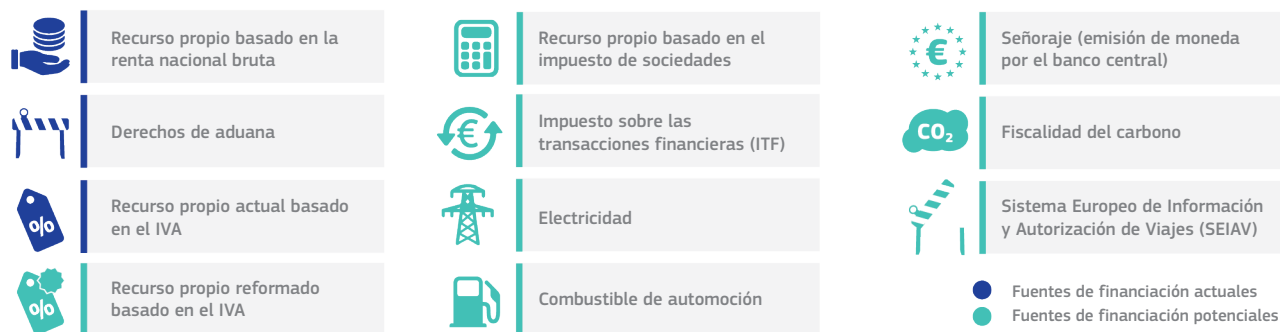 Recurso propio basado en la
renta nacional bruta
Derechos de aduana
%
Recurso propio actual basado
en el IVA
%
Recurso propio reformado
basado en el IVA
Recurso propio basado en el
impuesto de sociedades
€
Impuesto sobre las
transacciones financieras (ITF)
Electricidad
Combustible de automoción
€
Señoraje (emisión de moneda
por el banco central)
CO₂
Fiscalidad del carbono
Sistema Europeo de Información
y Autorización de Viajes (SEIAV)
Fuentes de financiación actuales
Fuentes de financiación potenciales